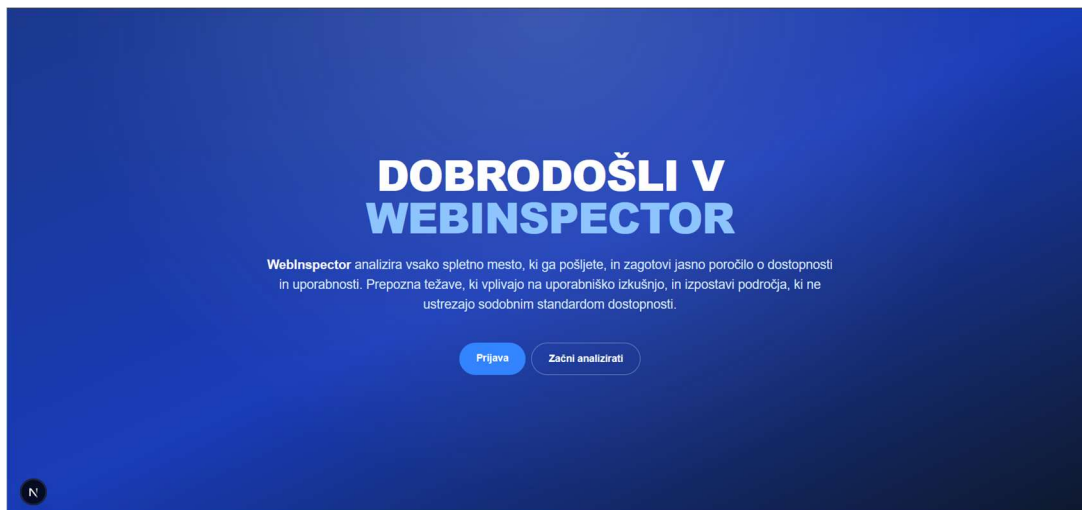 DOBRODOŠLI V
WEBINSPECTOR
WebInspector analizira vsako spletno mesto, ki ga pošljete, in zagotovi jasno poročilo o dostopnosti
in uporabnosti. Prepozna težave, ki vplivajo na uporabniško izkušnjo, in izpostavi področja, ki ne
ustrezajo sodobnim standardom dostopnosti.
Prijava
Začni analizirati
N